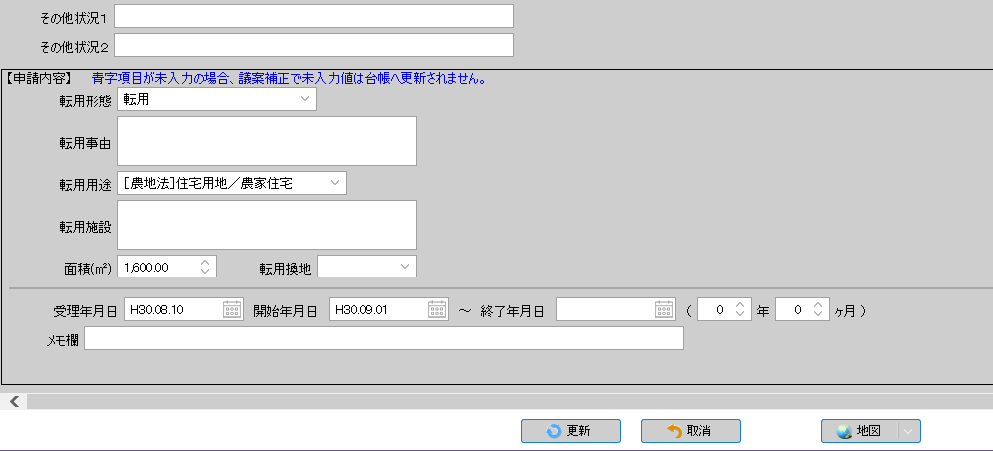 その他状況１
その他状況２
【申請内容】 青字項目が未入力の場合、議案補正で未入力値は台帳へ更新されません。
転用形態 転用
転用事由
転用用途 [農地法]住宅用地／農家住宅
転用施設
面積(㎡) 1,600.00 転用換地
受理年月日 H30.08.10 開始年月日 H30.09.01 ～ 終了年月日 ( 0 年 0 ヶ月 )
メモ欄
更新 取消 地図